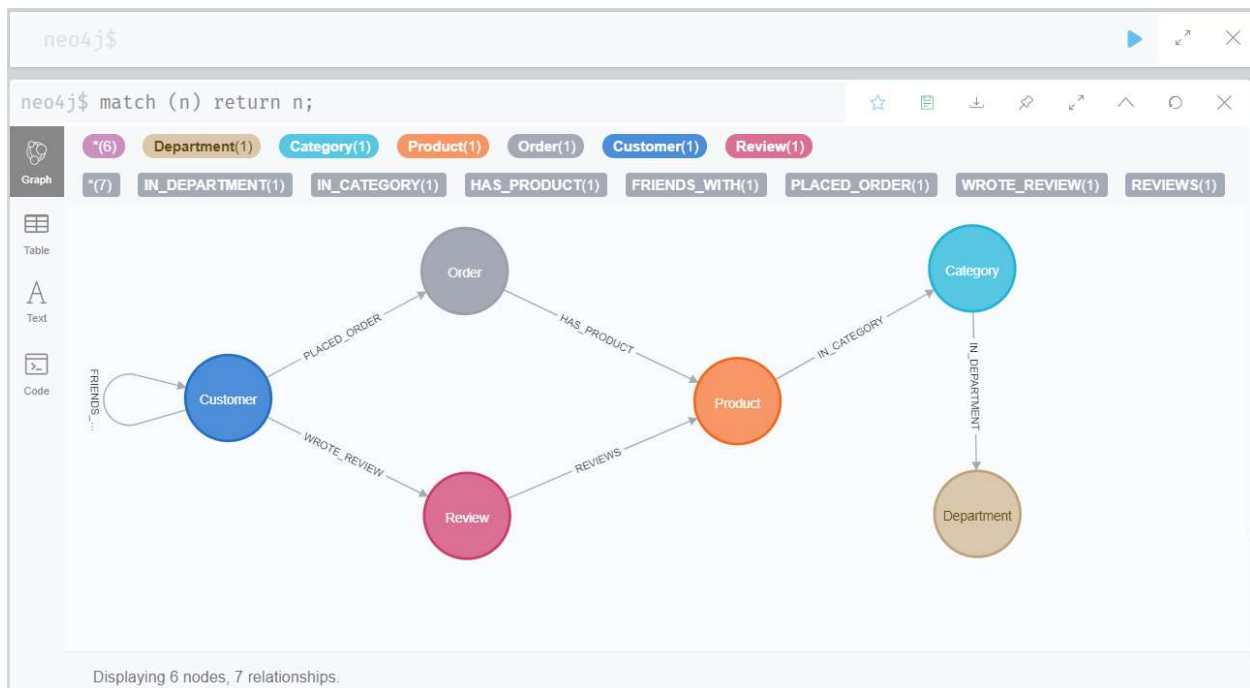 neo4j$
neo4j$ match (n) return n;
*(6) Department(1) Category(1) Product(1) Order(1) Customer(1) Review(1)
*(7) IN_DEPARTMENT(1) IN_CATEGORY(1) HAS_PRODUCT(1) FRIENDS_WITH(1) PLACED_ORDER(1) WROTE_REVIEW(1) REVIEWS(1)
Graph
Table
Text
Code
Order
Category
PLACED_ORDER
HAS_PRODUCT
IN_CATEGORY
IN_DEPARTMENT
FRIENDS_...
Customer
Product
WROTE_REVIEW
REVIEWS
Review
Department
Displaying 6 nodes, 7 relationships.